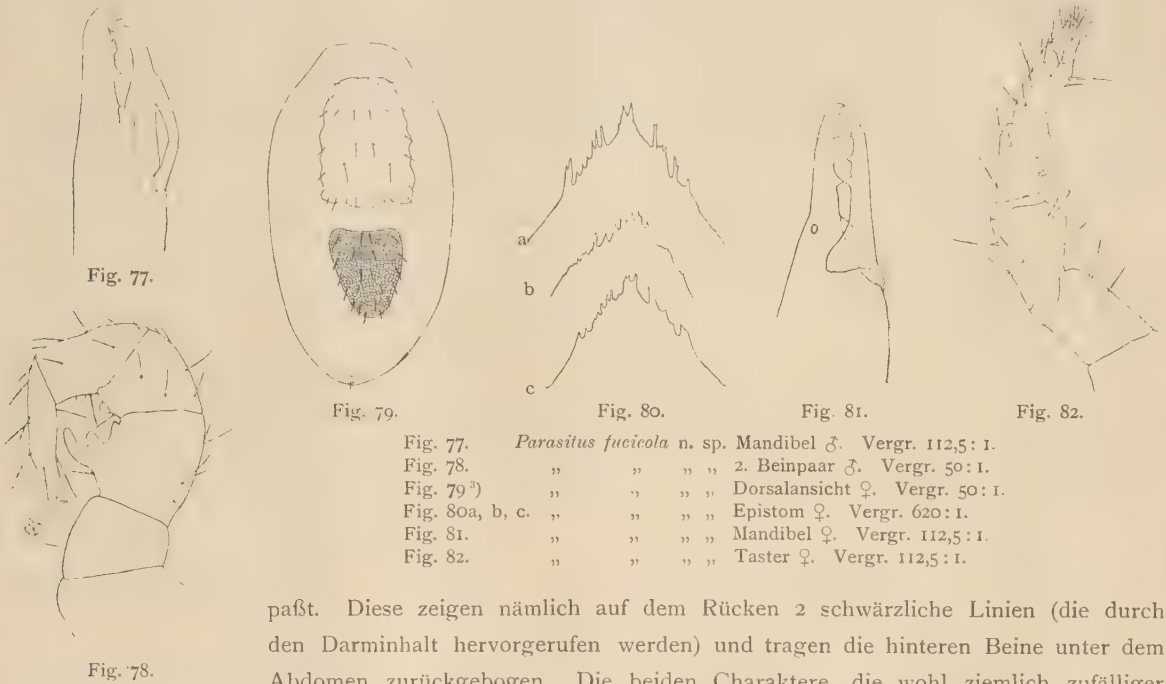 Fig. 77.
Fig. 78.
Fig. 79.
a
b
c
Fig. 80.
Fig. 81.
Fig. 82.
Fig. 77. Parasitus fucicola n. sp. Mandibel ♂. Vergr. 112,5 : 1.
Fig. 78. „ „ „ „ 2. Beinpaar ♂. Vergr. 50 : 1.
Fig. 79 ³) „ „ „ „ Dorsalansicht ♀. Vergr. 50 : 1.
Fig. 80a, b, c. „ „ „ „ Epistom ♀. Vergr. 620 : 1.
Fig. 81. „ „ „ „ Mandibel ♀. Vergr. 112,5 : 1.
Fig. 82. „ „ „ „ Taster ♀. Vergr. 112,5 : 1.
paßt. Diese zeigen nämlich auf dem Rücken 2 schwärzliche Linien (die durch
den Darminhalt hervorgerufen werden) und tragen die hinteren Beine unter dem
Abdomen zurückgebogen. Die beiden Charaktere, die wohl ziemlich zufälliger